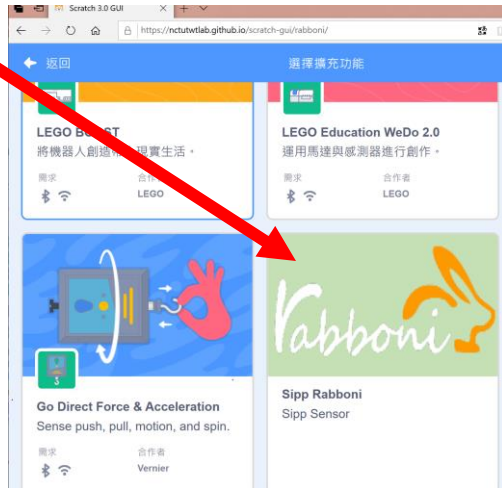 Scratch 3.0 GUI
https://nctutwtlab.github.io/scratch-gui/rabboni/
返回
選擇擴充功能
LEGO BOOST
將機器人創造帶 現實生活。
需求
合作者
LEGO
LEGO Education WeDo 2.0
運用馬達與感測器進行創作。
需求
合作者
LEGO
Go Direct Force & Acceleration
Sense push, pull, motion, and spin.
需求
合作者
Vernier
rabboni
Sipp Rabboni
Sipp Sensor